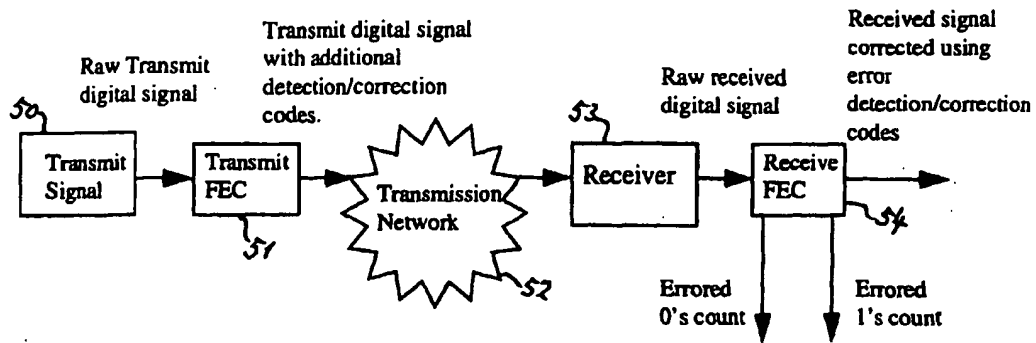 Raw Transmit
digital signal
Transmit digital signal
with additional
detection/correction
codes.
Raw received
digital signal
Received signal
corrected using
error
detection/correction
codes
50
Transmit
Signal
Transmit
FEC
51
Transmission
Network
52
53
Receiver
Receive
FEC
54
Errored
0's count
Errored
1's count